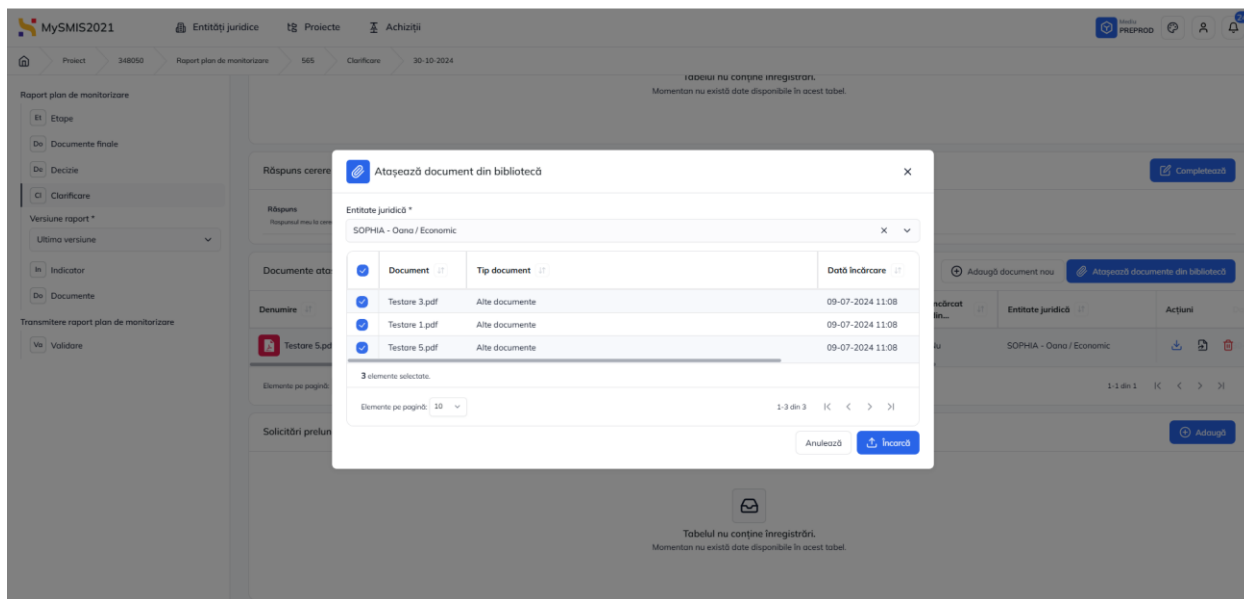 MySMIS2021
Entități juridice
Proiecte
Achiziții
Mediu
PREPROD
Proiect
348050
Raport plan de monitorizare
565
Clarificare
30-10-2024
Tabelul nu conține înregistrări.
Momentan nu există date disponibile în acest tabel.
Raport plan de monitorizare
Et Etape
Do Documente finale
De Decizie
Cl Clarificare
Versiune raport *
Ultima versiune
In Indicator
Do Documente
Transmitere raport plan de monitorizare
Va Validare
Răspuns cerere
Completează
Răspuns
Răspunsul meu la cere
Documente ata
Adaugă document nou
Atașează documente din bibliotecă
Denumire
Entitate juridică
Acțiuni
Testare 5.pd
SOPHIA - Oana / Economic
Elemente pe pagină:
1-1 din 1
Solicitări prelun
Adaugă
Tabelul nu conține înregistrări.
Momentan nu există date disponibile în acest tabel.
Atașează document din bibliotecă
Entitate juridică *
SOPHIA - Oana / Economic
Document
Tip document
Dată încărcare
Testare 3.pdf Alte documente 09-07-2024 11:08
Testare 1.pdf Alte documente 09-07-2024 11:08
Testare 5.pdf Alte documente 09-07-2024 11:08
3 elemente selectate.
Elemente pe pagină: 10
1-3 din 3
Anulează
Încarcă